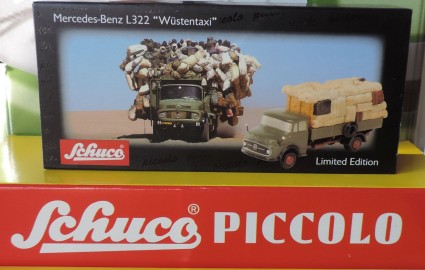 Mercedes-Benz L322 "Wüstentaxi"
Schuco
Limited Edition
Schuco® PICCOLO